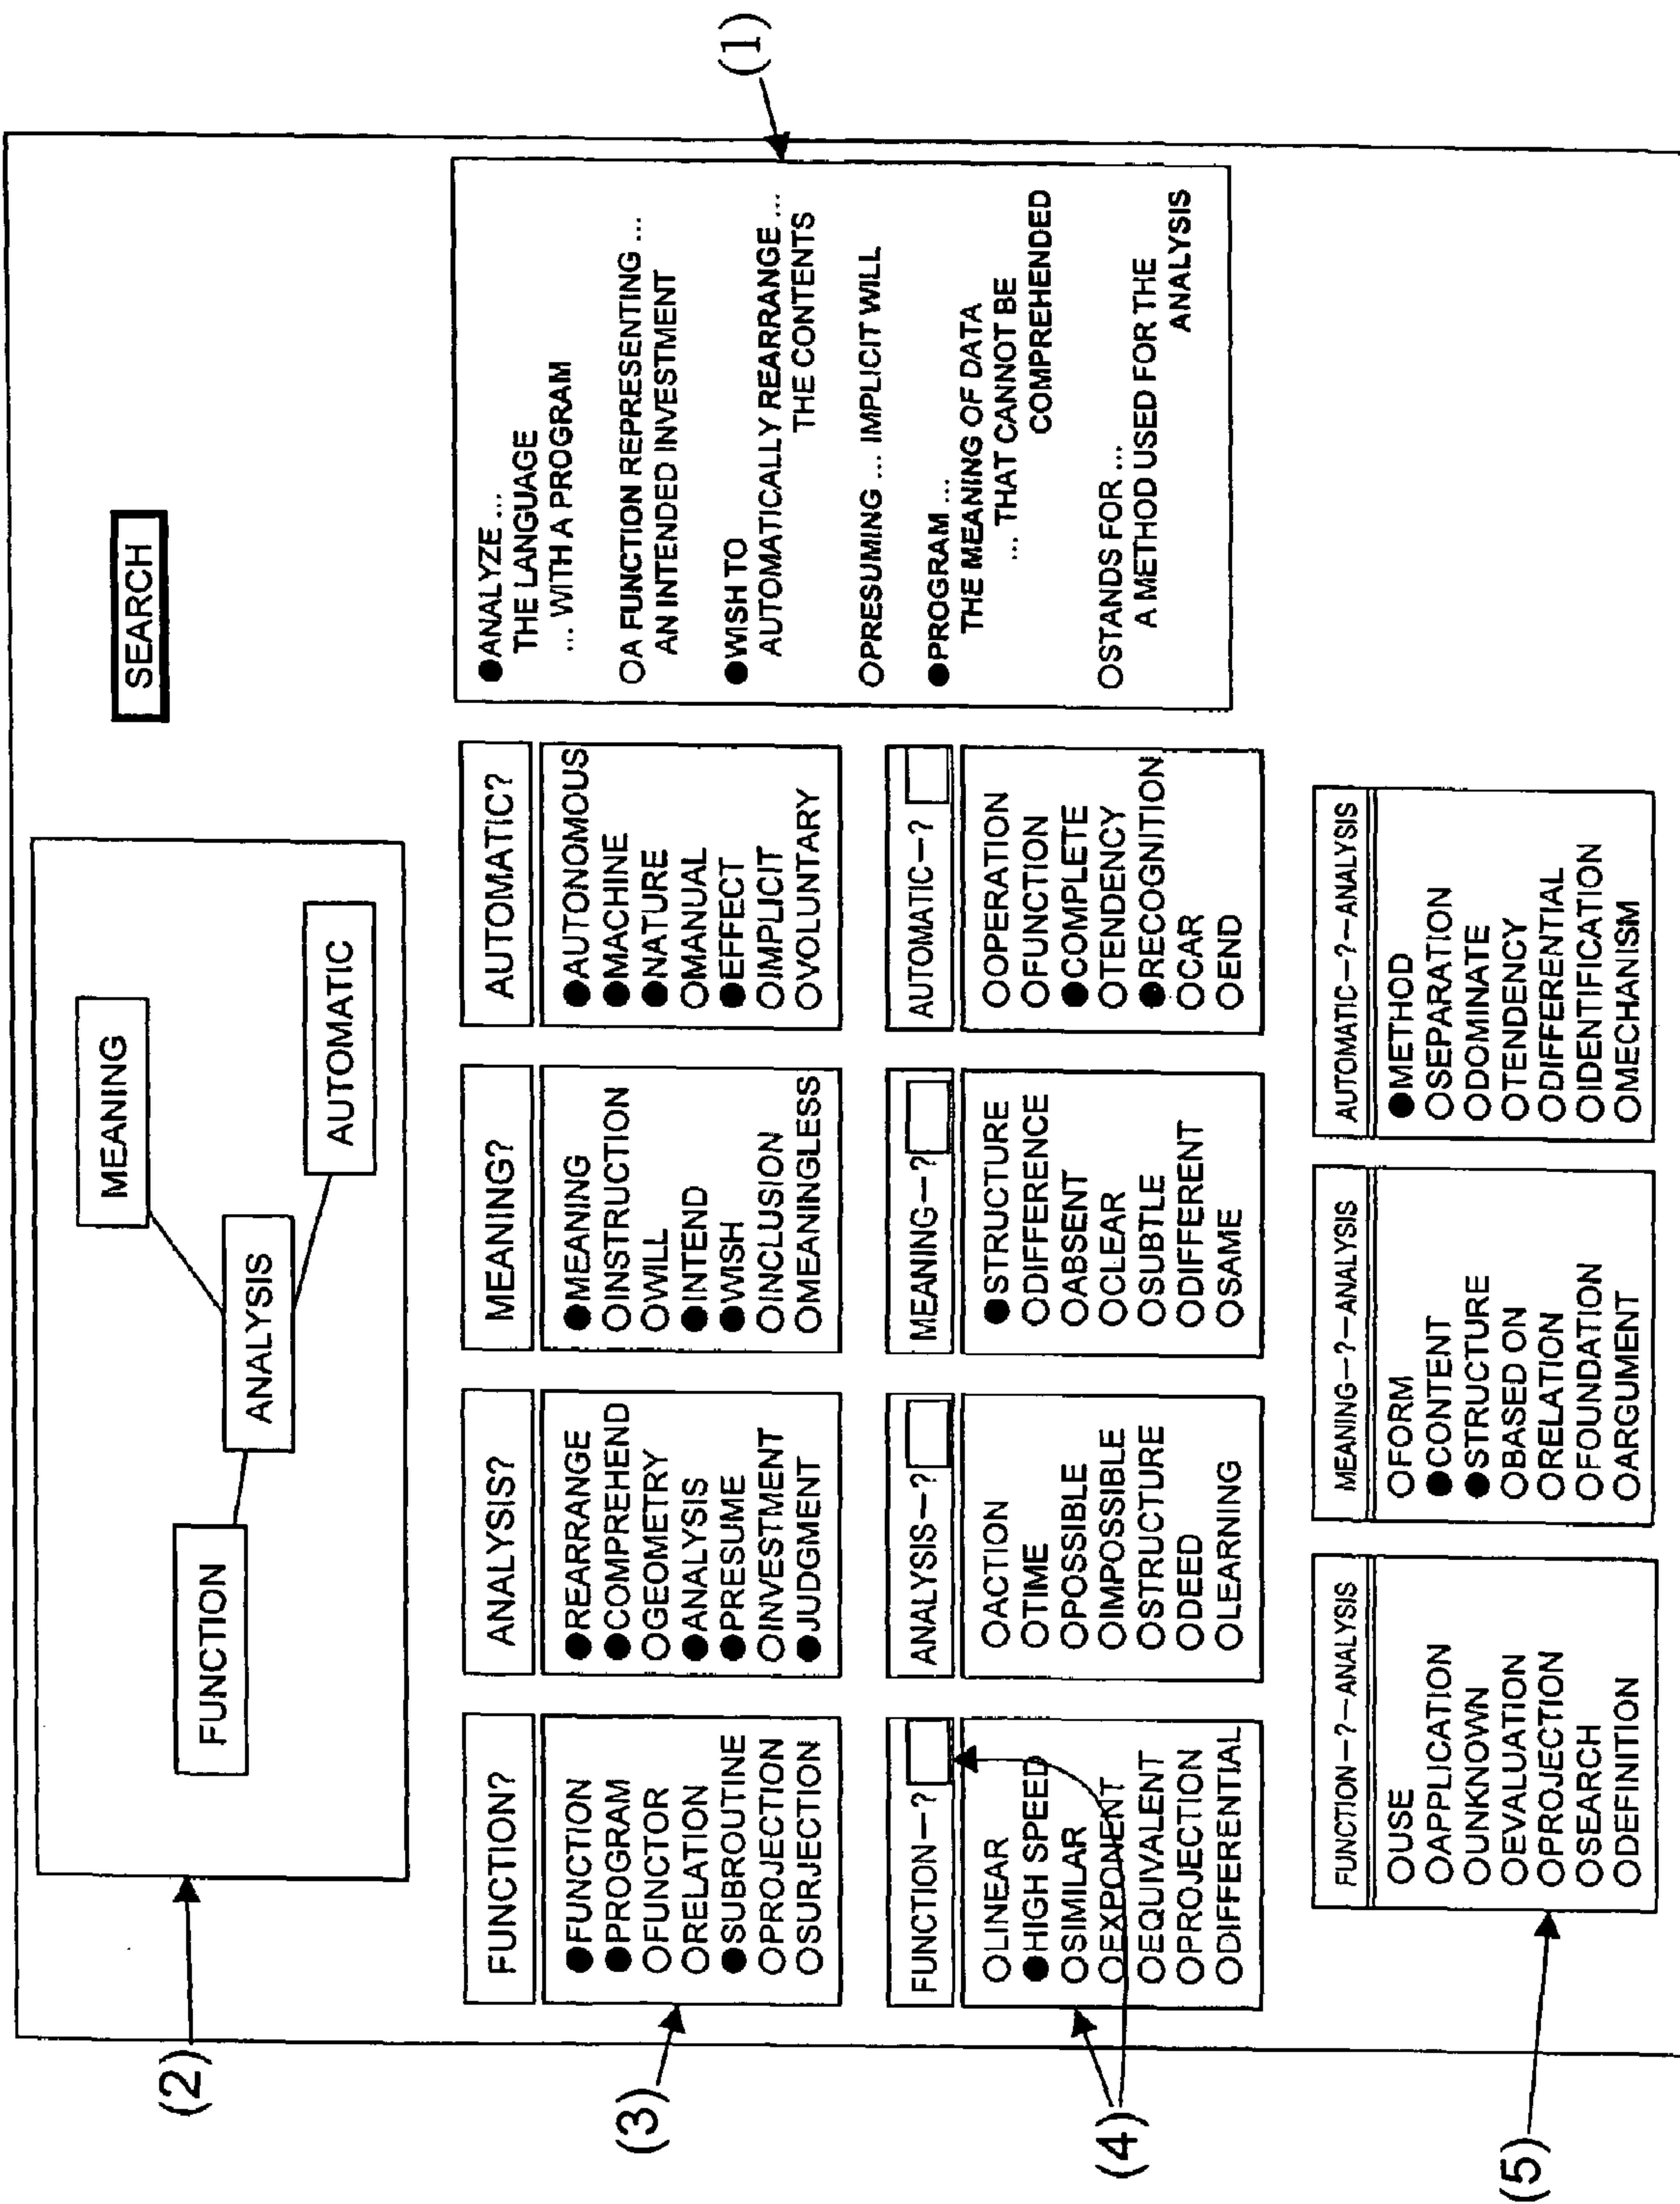 (2)
FUNCTION
ANALYSIS
MEANING
AUTOMATIC
SEARCH
(1)
●ANALYZE ...
THE LANGUAGE
... WITH A PROGRAM
○A FUNCTION REPRESENTING ...
AN INTENDED INVESTMENT
●WISH TO
AUTOMATICALLY REARRANGE ...
THE CONTENTS
○PRESUMING ... IMPLICIT WILL
●PROGRAM ...
THE MEANING OF DATA
... THAT CANNOT BE
COMPREHENDED
○STANDS FOR ...
A METHOD USED FOR THE
ANALYSIS
(3)
FUNCTION?
●FUNCTION
●PROGRAM
○FUNCTOR
○RELATION
●SUBROUTINE
○PROJECTION
○SURJECTION
ANALYSIS?
●REARRANGE
●COMPREHEND
○GEOMETRY
●ANALYSIS
●PRESUME
○INVESTMENT
●JUDGMENT
MEANING?
●MEANING
○INSTRUCTION
○WILL
●INTEND
●WISH
○INCLUSION
○MEANINGLESS
AUTOMATIC?
●AUTONOMOUS
●MACHINE
●NATURE
○MANUAL
●EFFECT
○IMPLICIT
○VOLUNTARY
(4)
FUNCTION—?
○LINEAR
●HIGH SPEED
○SIMILAR
○EXPONENT
○EQUIVALENT
○PROJECTION
○DIFFERENTIAL
ANALYSIS—?
○ACTION
○TIME
○POSSIBLE
○IMPOSSIBLE
○STRUCTURE
○DEED
○LEARNING
MEANING—?
●STRUCTURE
○DIFFERENCE
○ABSENT
○CLEAR
○SUBTLE
○DIFFERENT
○SAME
AUTOMATIC—?
○OPERATION
○FUNCTION
●COMPLETE
○TENDENCY
●RECOGNITION
○CAR
○END
(5)
FUNCTION—?—ANALYSIS
○USE
○APPLICATION
○UNKNOWN
○EVALUATION
○PROJECTION
○SEARCH
○DEFINITION
MEANING—?—ANALYSIS
○FORM
●CONTENT
●STRUCTURE
○BASED ON
○RELATION
○FOUNDATION
○ARGUMENT
AUTOMATIC—?—ANALYSIS
●METHOD
○SEPARATION
○DOMINATE
○TENDENCY
○DIFFERENTIAL
○IDENTIFICATION
○MECHANISM